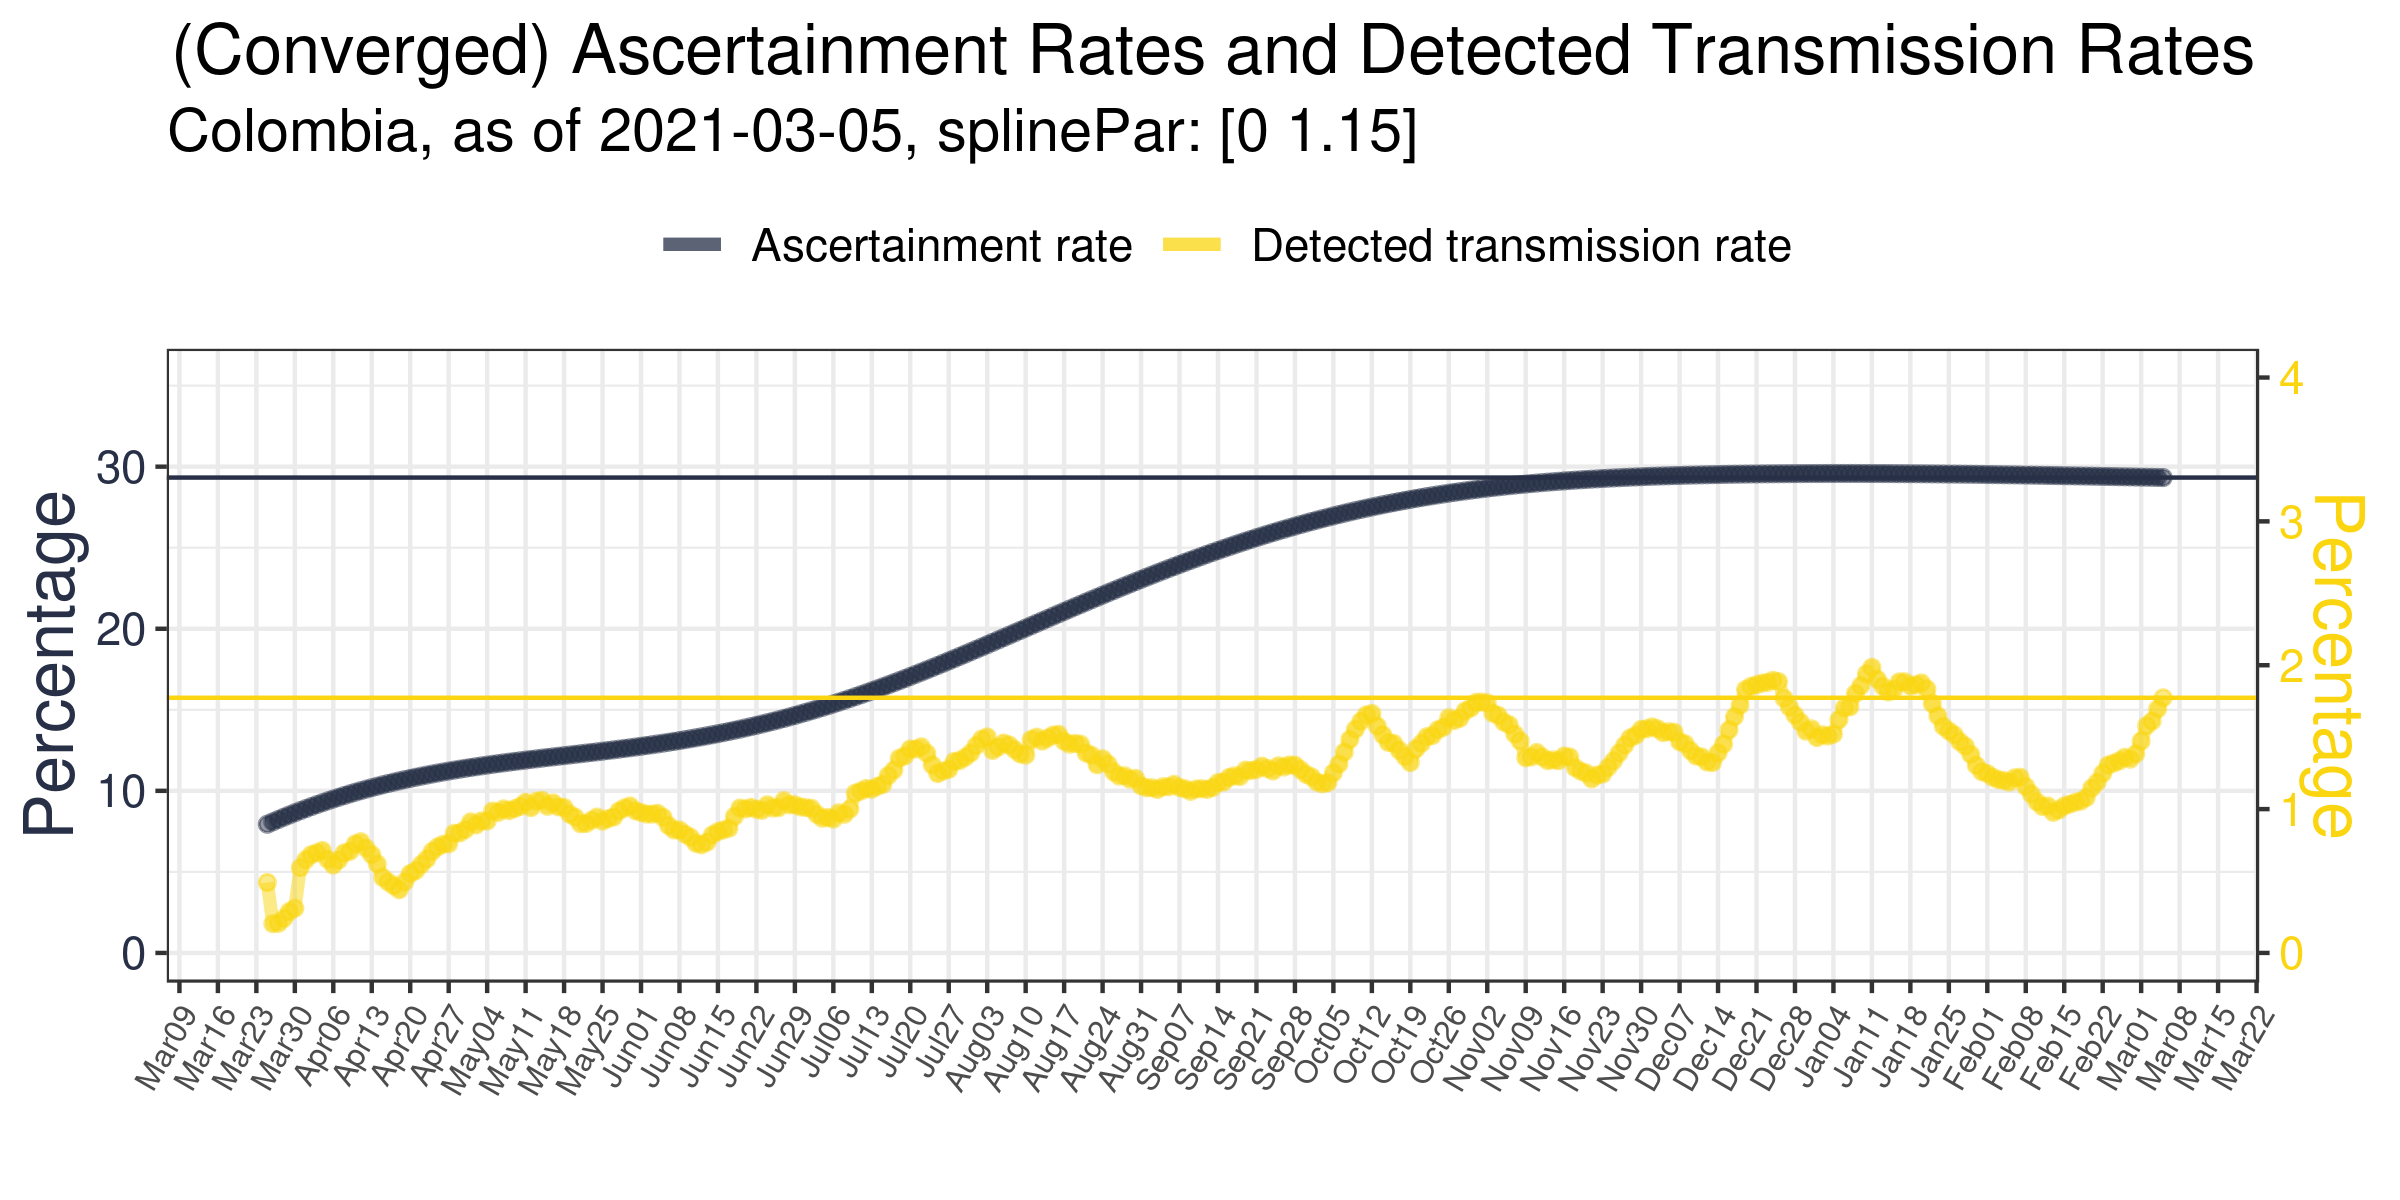 (Converged) Ascertainment Rates and Detected Transmission Rates
Colombia, as of 2021-03-05, splinePar: [0 1.15]
Ascertainment rate
Detected transmission rate
Percentage
30
20
10
0
4
3
2
1
0
Percentage
Mar09
Mar16
Mar23
Mar30
Apr06
Apr13
Apr20
Apr27
May04
May11
May18
May25
Jun01
Jun08
Jun15
Jun22
Jun29
Jul06
Jul13
Jul20
Jul27
Aug03
Aug10
Aug17
Aug24
Aug31
Sep07
Sep14
Sep21
Sep28
Oct05
Oct12
Oct19
Oct26
Nov02
Nov09
Nov16
Nov23
Nov30
Dec07
Dec14
Dec21
Dec28
Dec04
Jan11
Jan18
Jan25
Feb01
Feb08
Feb15
Feb22
Mar01
Mar08
Mar15
Mar22